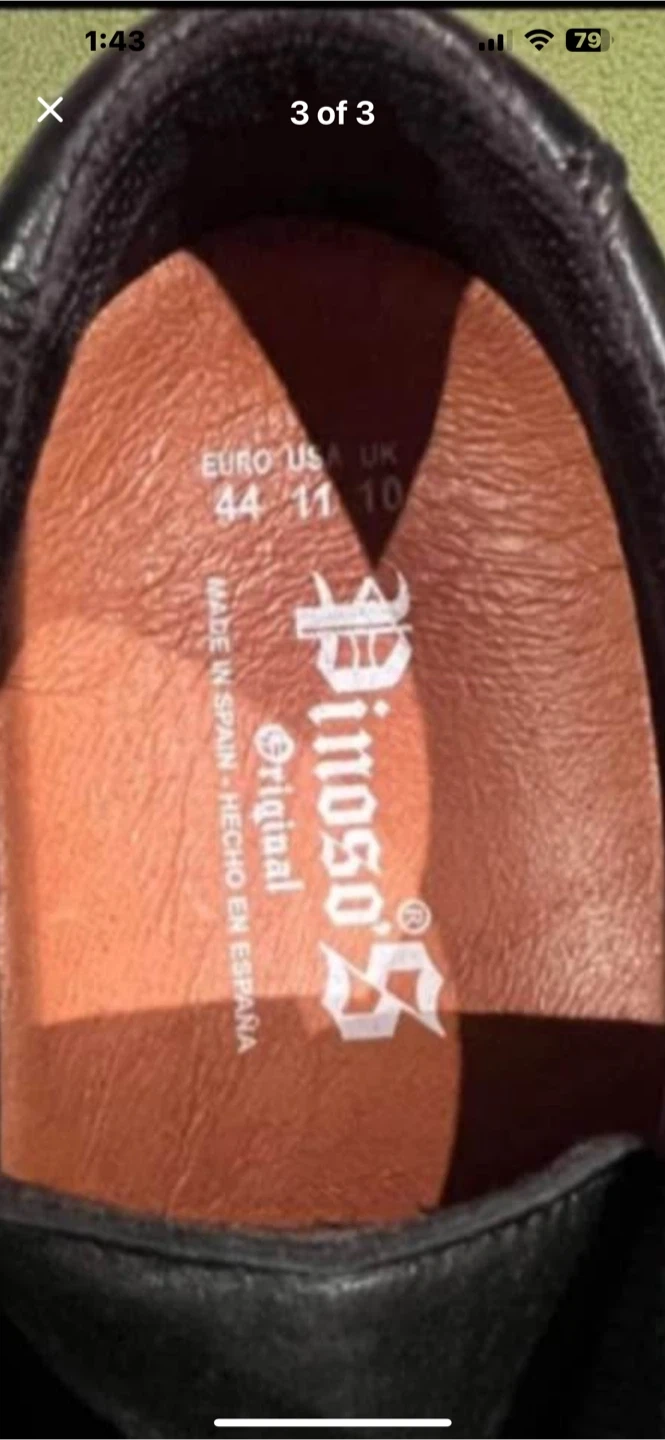 1:43
79
3 of 3
EURO USA UK
44 11 10
Pinoso'S®
Original
MADE IN SPAIN - HECHO EN ESPAÑA